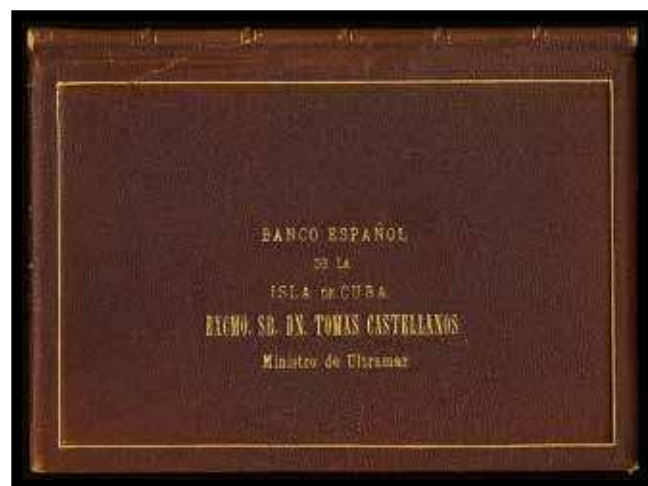 BANCO ESPAÑOL
DE LA
ISLA DE CUBA
EXCMO. SR. DN. TOMAS CASTELLANOS
Ministro de Ultramar